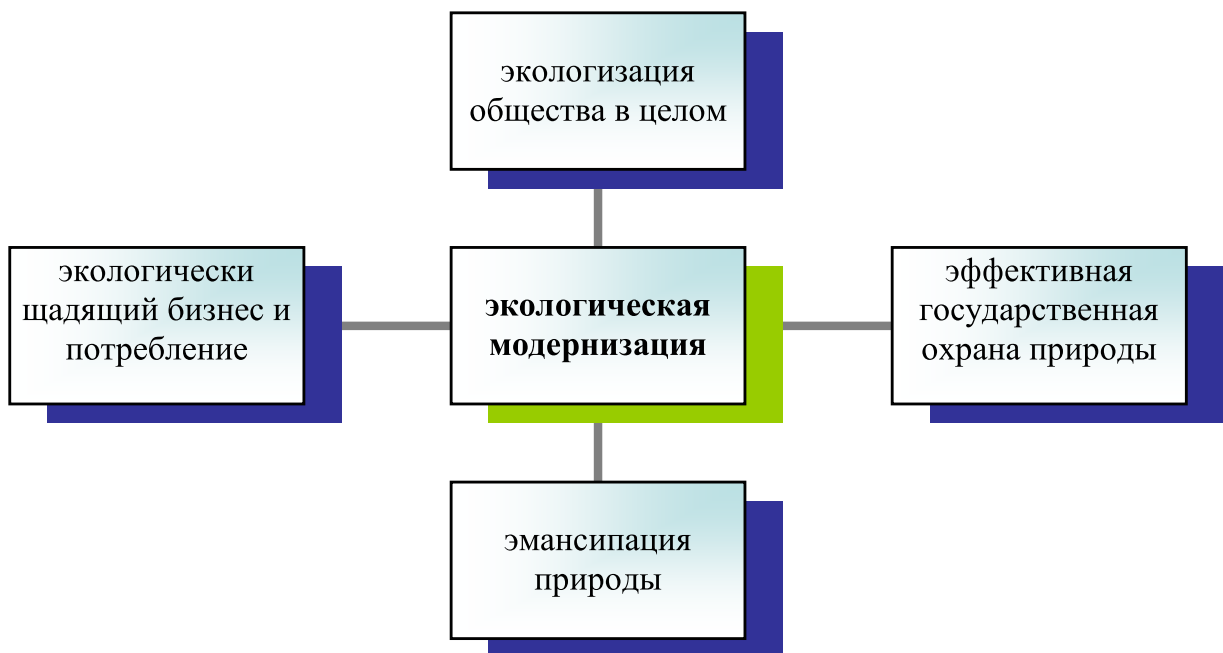 экологизация
общества в целом
экологически
щадящий бизнес и
потребление
экологическая
модернизация
эффективная
государственная
охрана природы
эмансипация
природы